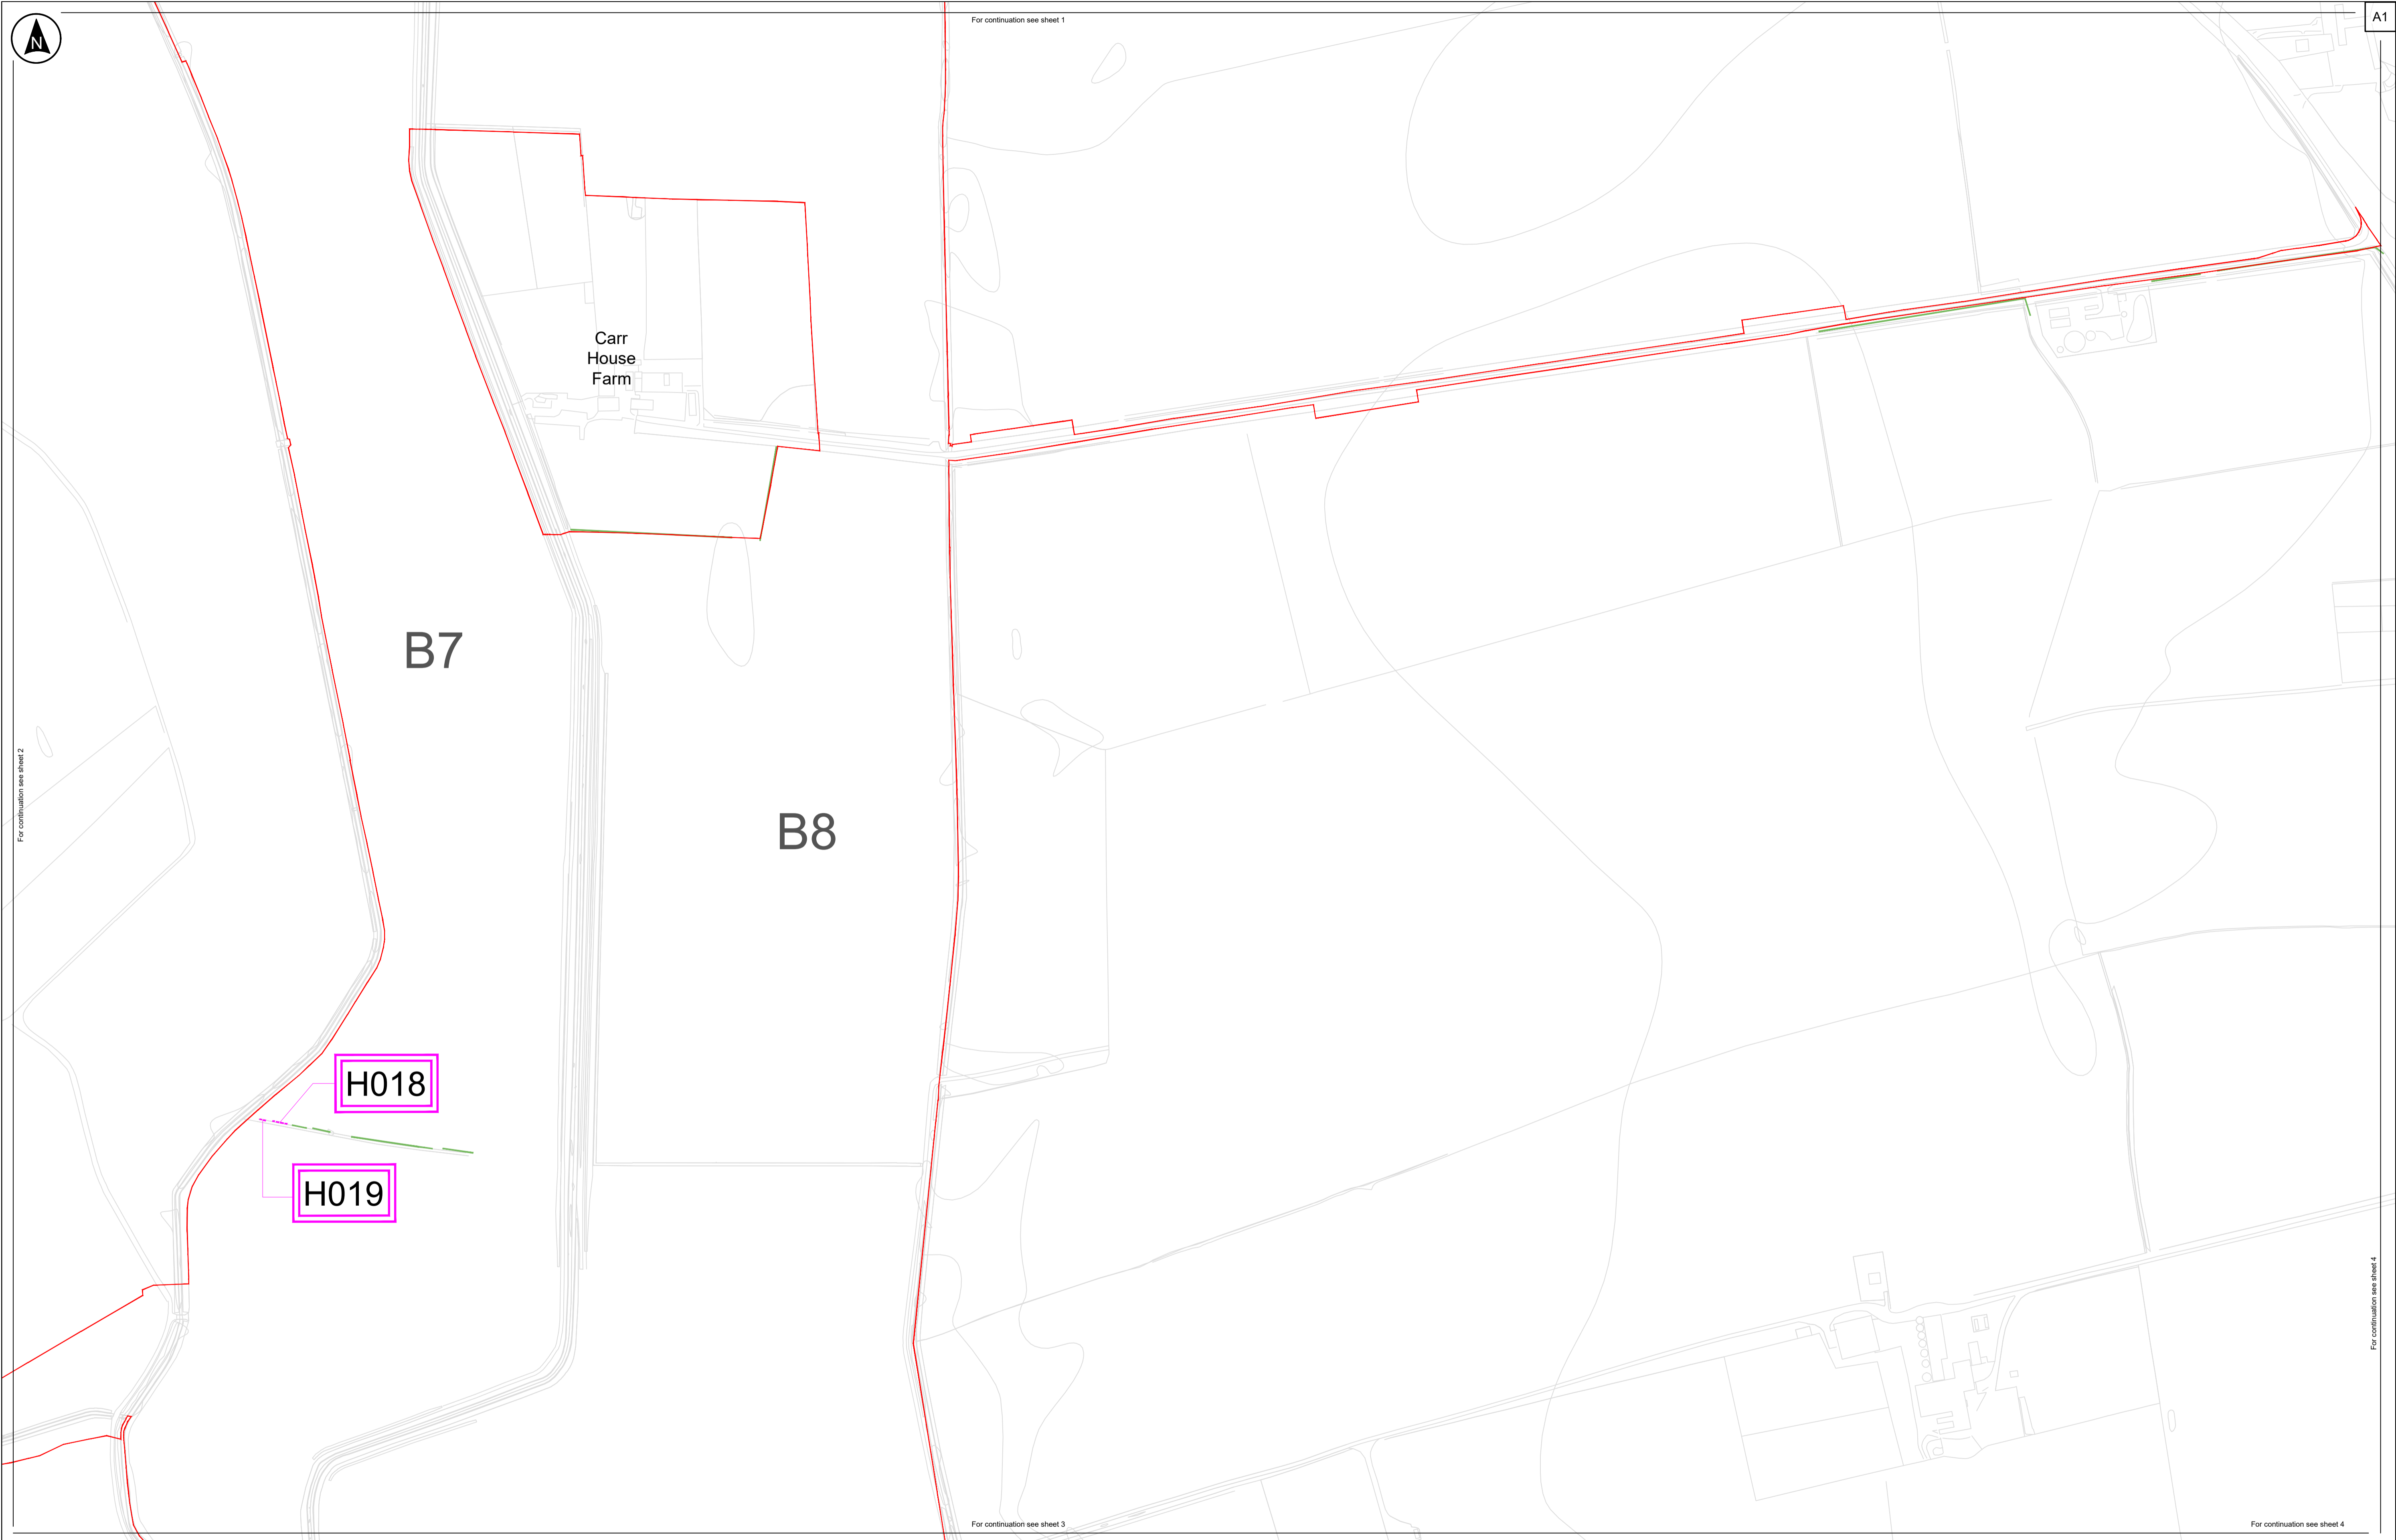 For continuation see sheet 1
A1
N
Carr
House
Farm
B7
For continuation see sheet 2
B8
H018
H019
For continuation see sheet 4
For continuation see sheet 3
For continuation see sheet 4